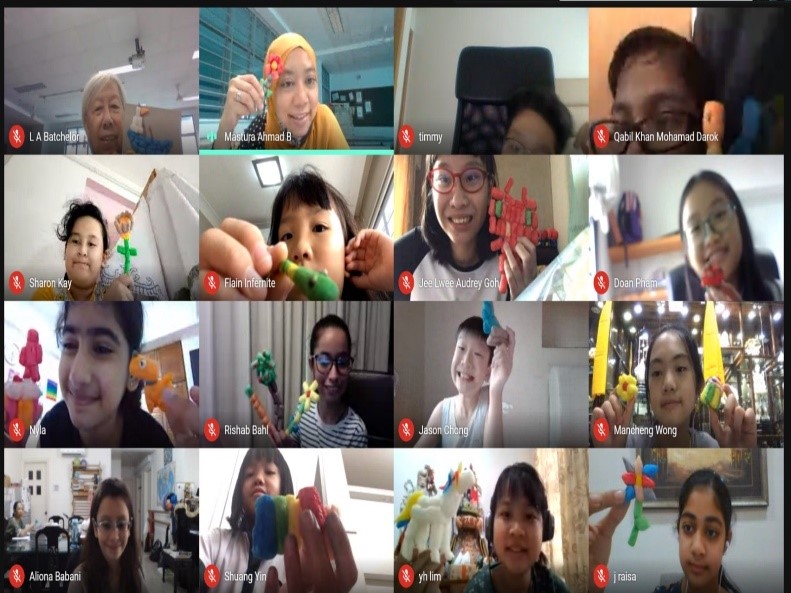 L A Batchelor
Mastura Ahmad B
timmy
Qabil Khan Mohamad Darok
Sharon Kay
Flain Infernite
Jee Lwee Audrey Goh
Doan Pham
Nyla
Rishab Bahl
Jason Chong
Mancheng Wong
Aliona Babani
Shuang Yin
yh lim
j raisa